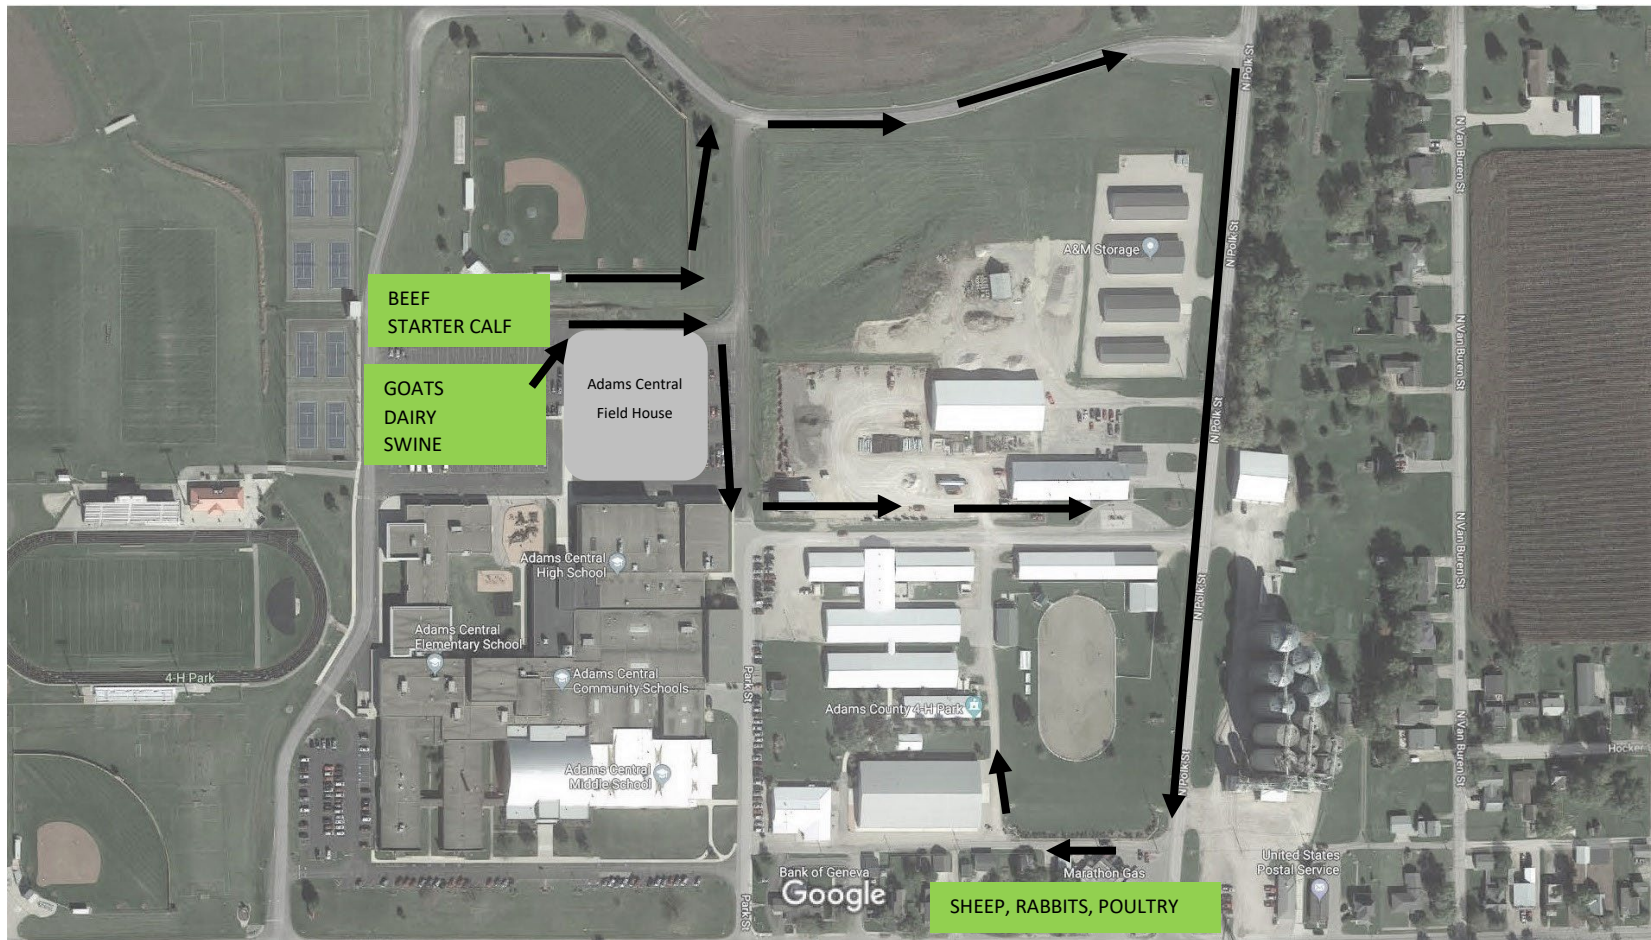 N Polk St
N Van Buren St
A&M Storage
N Polk St
BEEF
STARTER CALF
N Van Buren St
GOATS
DAIRY
SWINE
Adams Central
Field House
N Polk St
Adams Central
High School
N Van Buren St
N Polk St
Adams Central
Elementary School
4-H Park
Adams Central
Community Schools
Park St
Adams County 4-H Park
N Van Buren St
Hocker
Adams Central
Middle School
N Polk St
Bank of Geneva
Google
Marathon Gas
United States
Postal Service
Park St
SHEEP, RABBITS, POULTRY